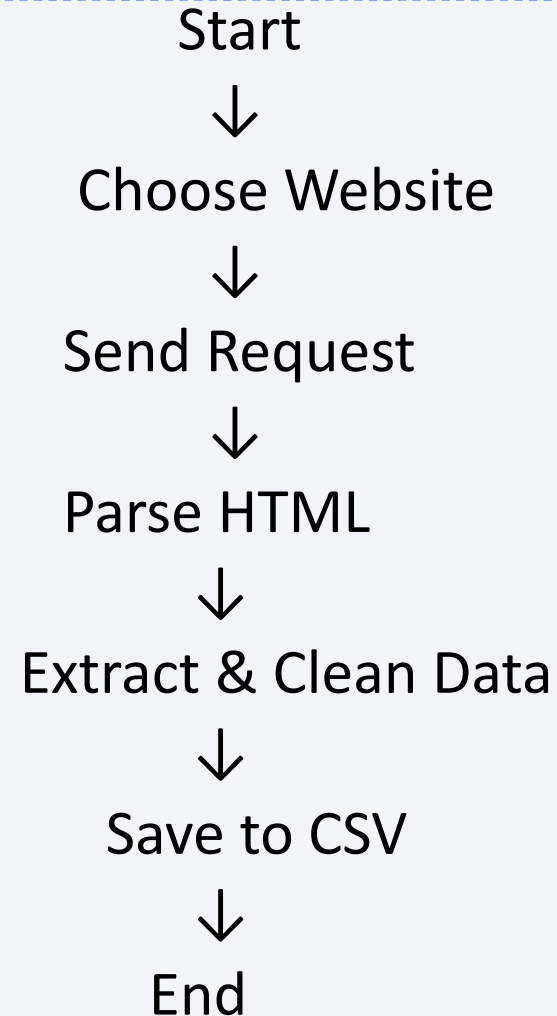 Start
↓
Choose Website
↓
Send Request
↓
Parse HTML
↓
Extract & Clean Data
↓
Save to CSV
↓
End